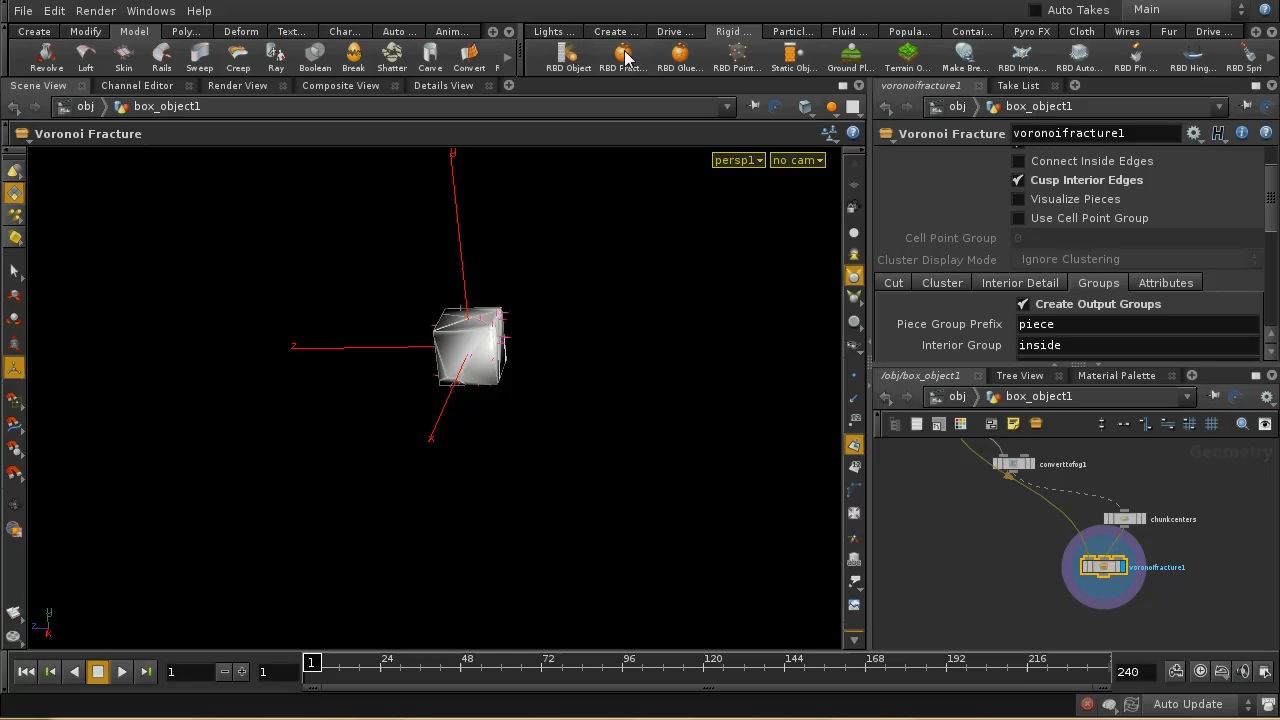 File Edit Render Windows Help Auto Takes Main
Create Modify Model Poly... Deform Text... Char... Auto Anim... Lights ... Create ... Drive ... Rigid ... Particl... Fluid ... Popula... Contai... Pyro FX Cloth Wires Fur Drive ...
Revolve Loft Skin Rails Sweep Creep Ray Boolean Break Shatter Carve Convert RBD Object RBD Fract... RBD Glue... RBD Point... Static Obj... Ground Pl... Terrain O... Make Bre... RBD Impa... RBD Auto... RBD Pin ... RBD Hing... RBD Spri
Scene View Channel Editor Render View Composite View Details View
obj box_object1
Voronoi Fracture
persp1 no cam
y
z
x
voronoifracture1 Take List
obj box_object1
Voronoi Fracture voronoifracture1
Connect Inside Edges
Cusp Interior Edges
Visualize Pieces
Use Cell Point Group
Cell Point Group 0
Cluster Display Mode Ignore Clustering
Cut Cluster Interior Detail Groups Attributes
Create Output Groups
Piece Group Prefix piece
Interior Group inside
/obj/box_object1 Tree View Material Palette
obj box_object1
Geometry
converttofog1
chunkcenters
voronoifracture1
1 1 1 24 48 72 96 120 144 168 192 216 240
Auto Update